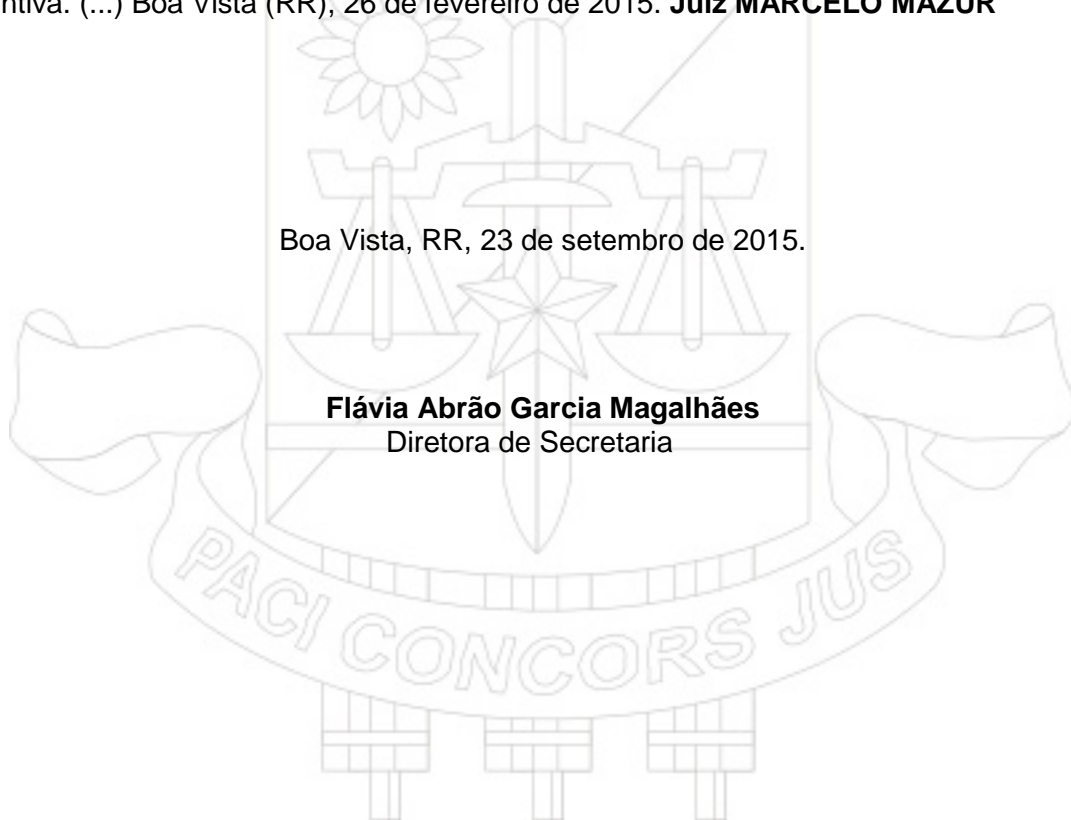 ntiva. (...) Boa Vista (RR), 26 de fevereiro de 2015. Juiz MARCELO MAZUR
Boa Vista, RR, 23 de setembro de 2015.
Flávia Abrão Garcia Magalhães
Diretora de Secretaria
PACI CONCORS JUS